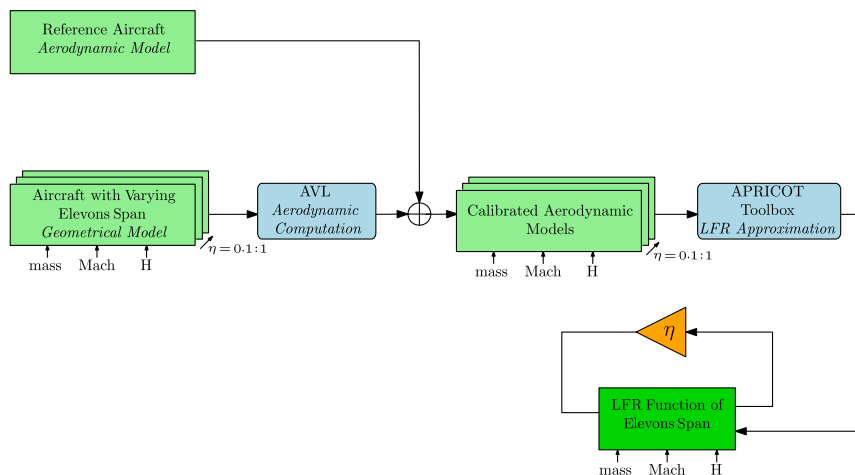 Reference Aircraft
Aerodynamic Model
Aircraft with Varying
Elevons Span
Geometrical Model
mass Mach H
η = 0.1 : 1
AVL
Aerodynamic
Computation
Calibrated Aerodynamic
Models
mass Mach H
η = 0.1 : 1
APRICOT
Toolbox
LFR Approximation
η
LFR Function of
Elevons Span
mass Mach H